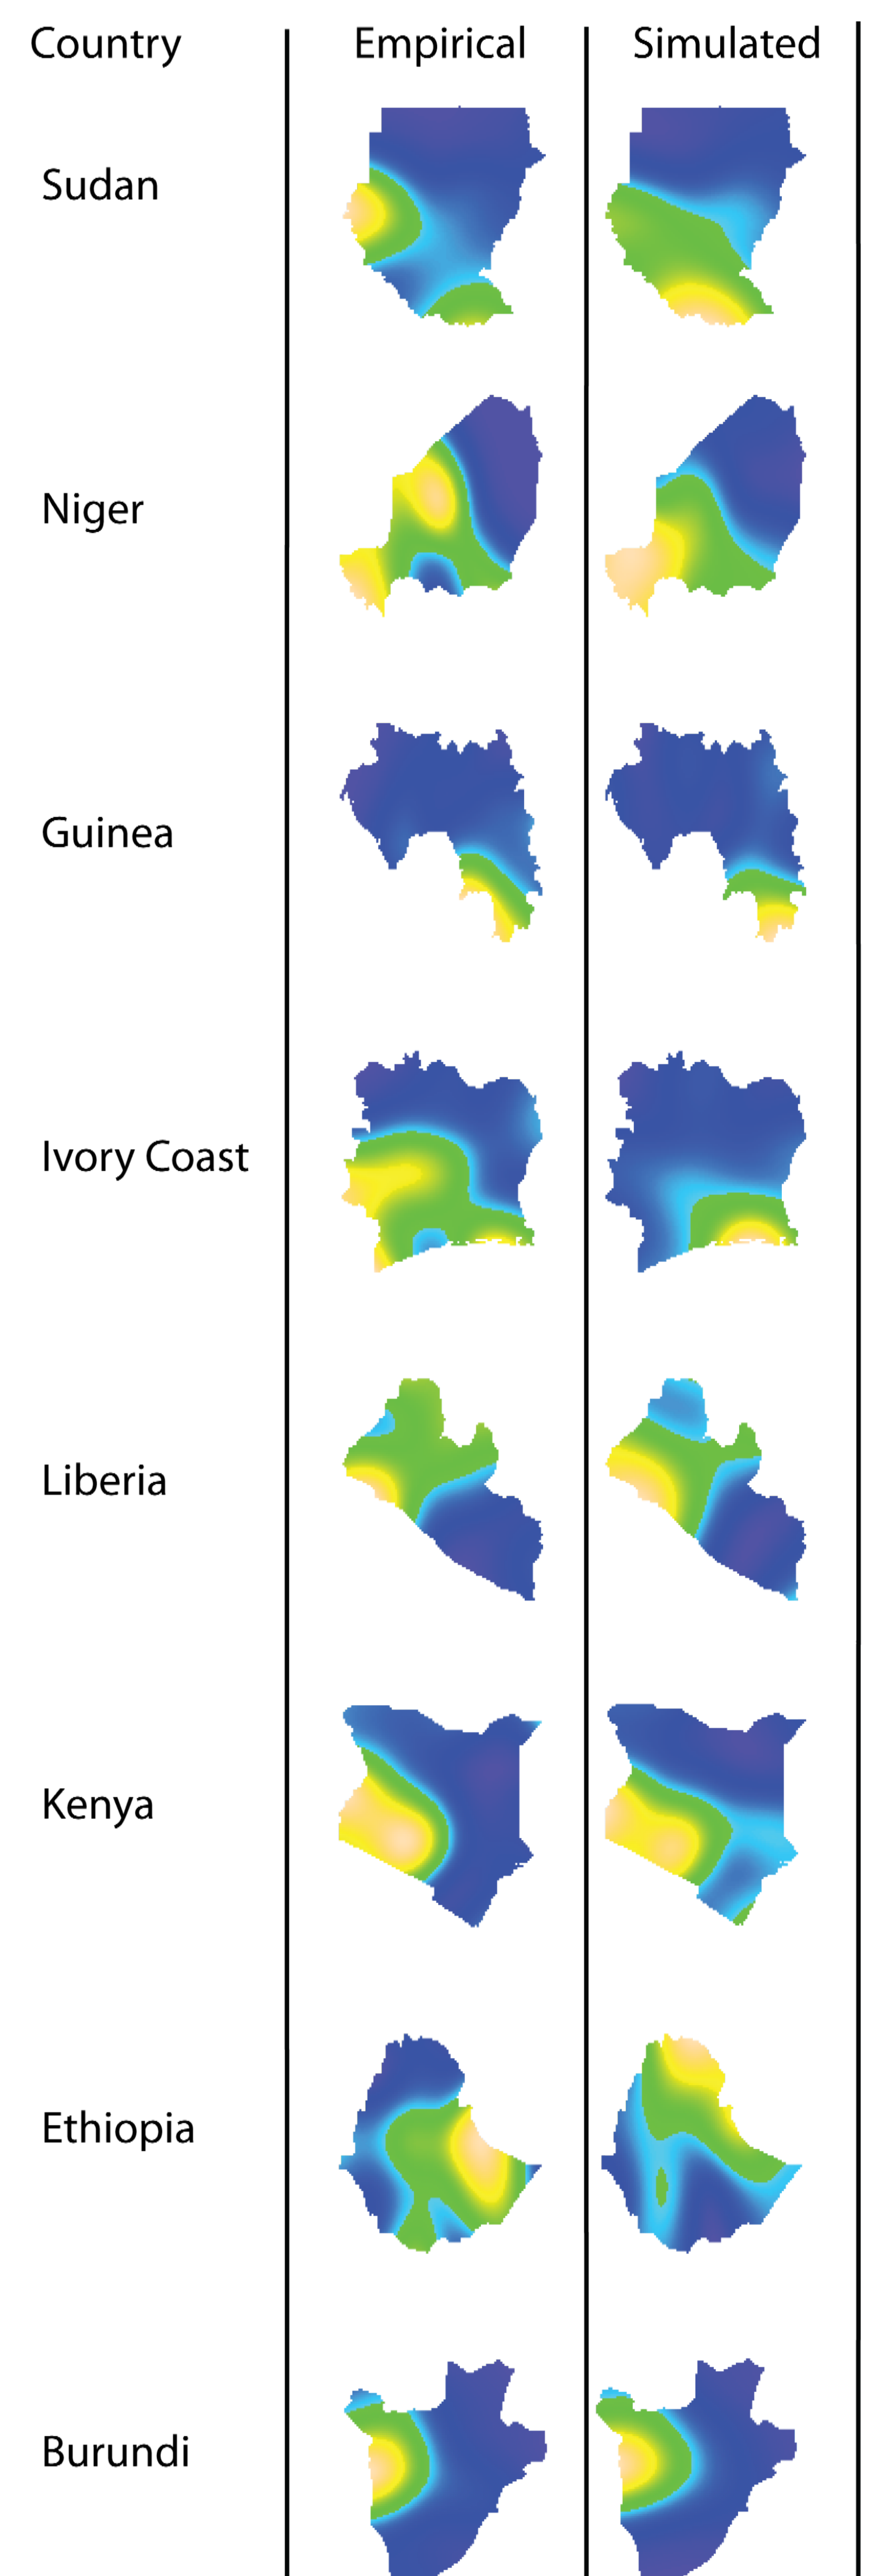 Country Empirical Simulated
Sudan
Niger
Guinea
Ivory Coast
Liberia
Kenya
Ethiopia
Burundi